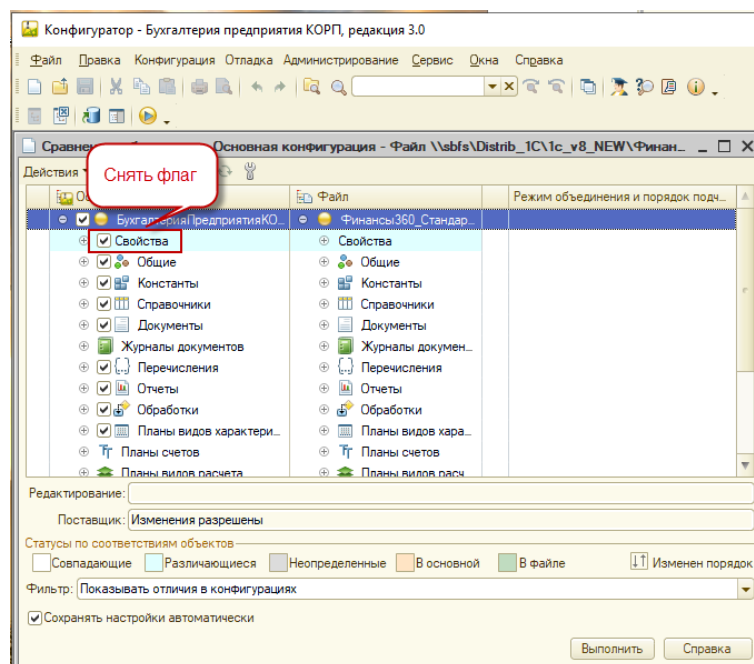 Конфигуратор - Бухгалтерия предприятия КОРП, редакция 3.0
Файл Правка Конфигурация Отладка Администрирование Сервис Окна Справка
Основная конфигурация - Файл \\sbfs\Distrib_1C\1c_v8_NEW\Финан...
Действия
Снять флаг
Файл Режим объединения и порядок подч...
БухгалтерияПредприятияКО... Финансы360_Стандар...
Свойства Свойства
Общие Общие
Константы Константы
Справочники Справочники
Документы Документы
Журналы документов Журналы докумен...
Перечисления Перечисления
Отчеты Отчеты
Обработки Обработки
Планы видов характери... Планы видов хара...
Планы счетов Планы счетов
Планы видов расчета Планы видов расч
Редактирование:
Поставщик: Изменения разрешены
Статусы по соответствиям объектов
Совпадающие Различающиеся Неопределенные В основной В файле Изменен порядок
Фильтр: Показывать отличия в конфигурациях
Сохранять настройки автоматически
Выполнить Справка